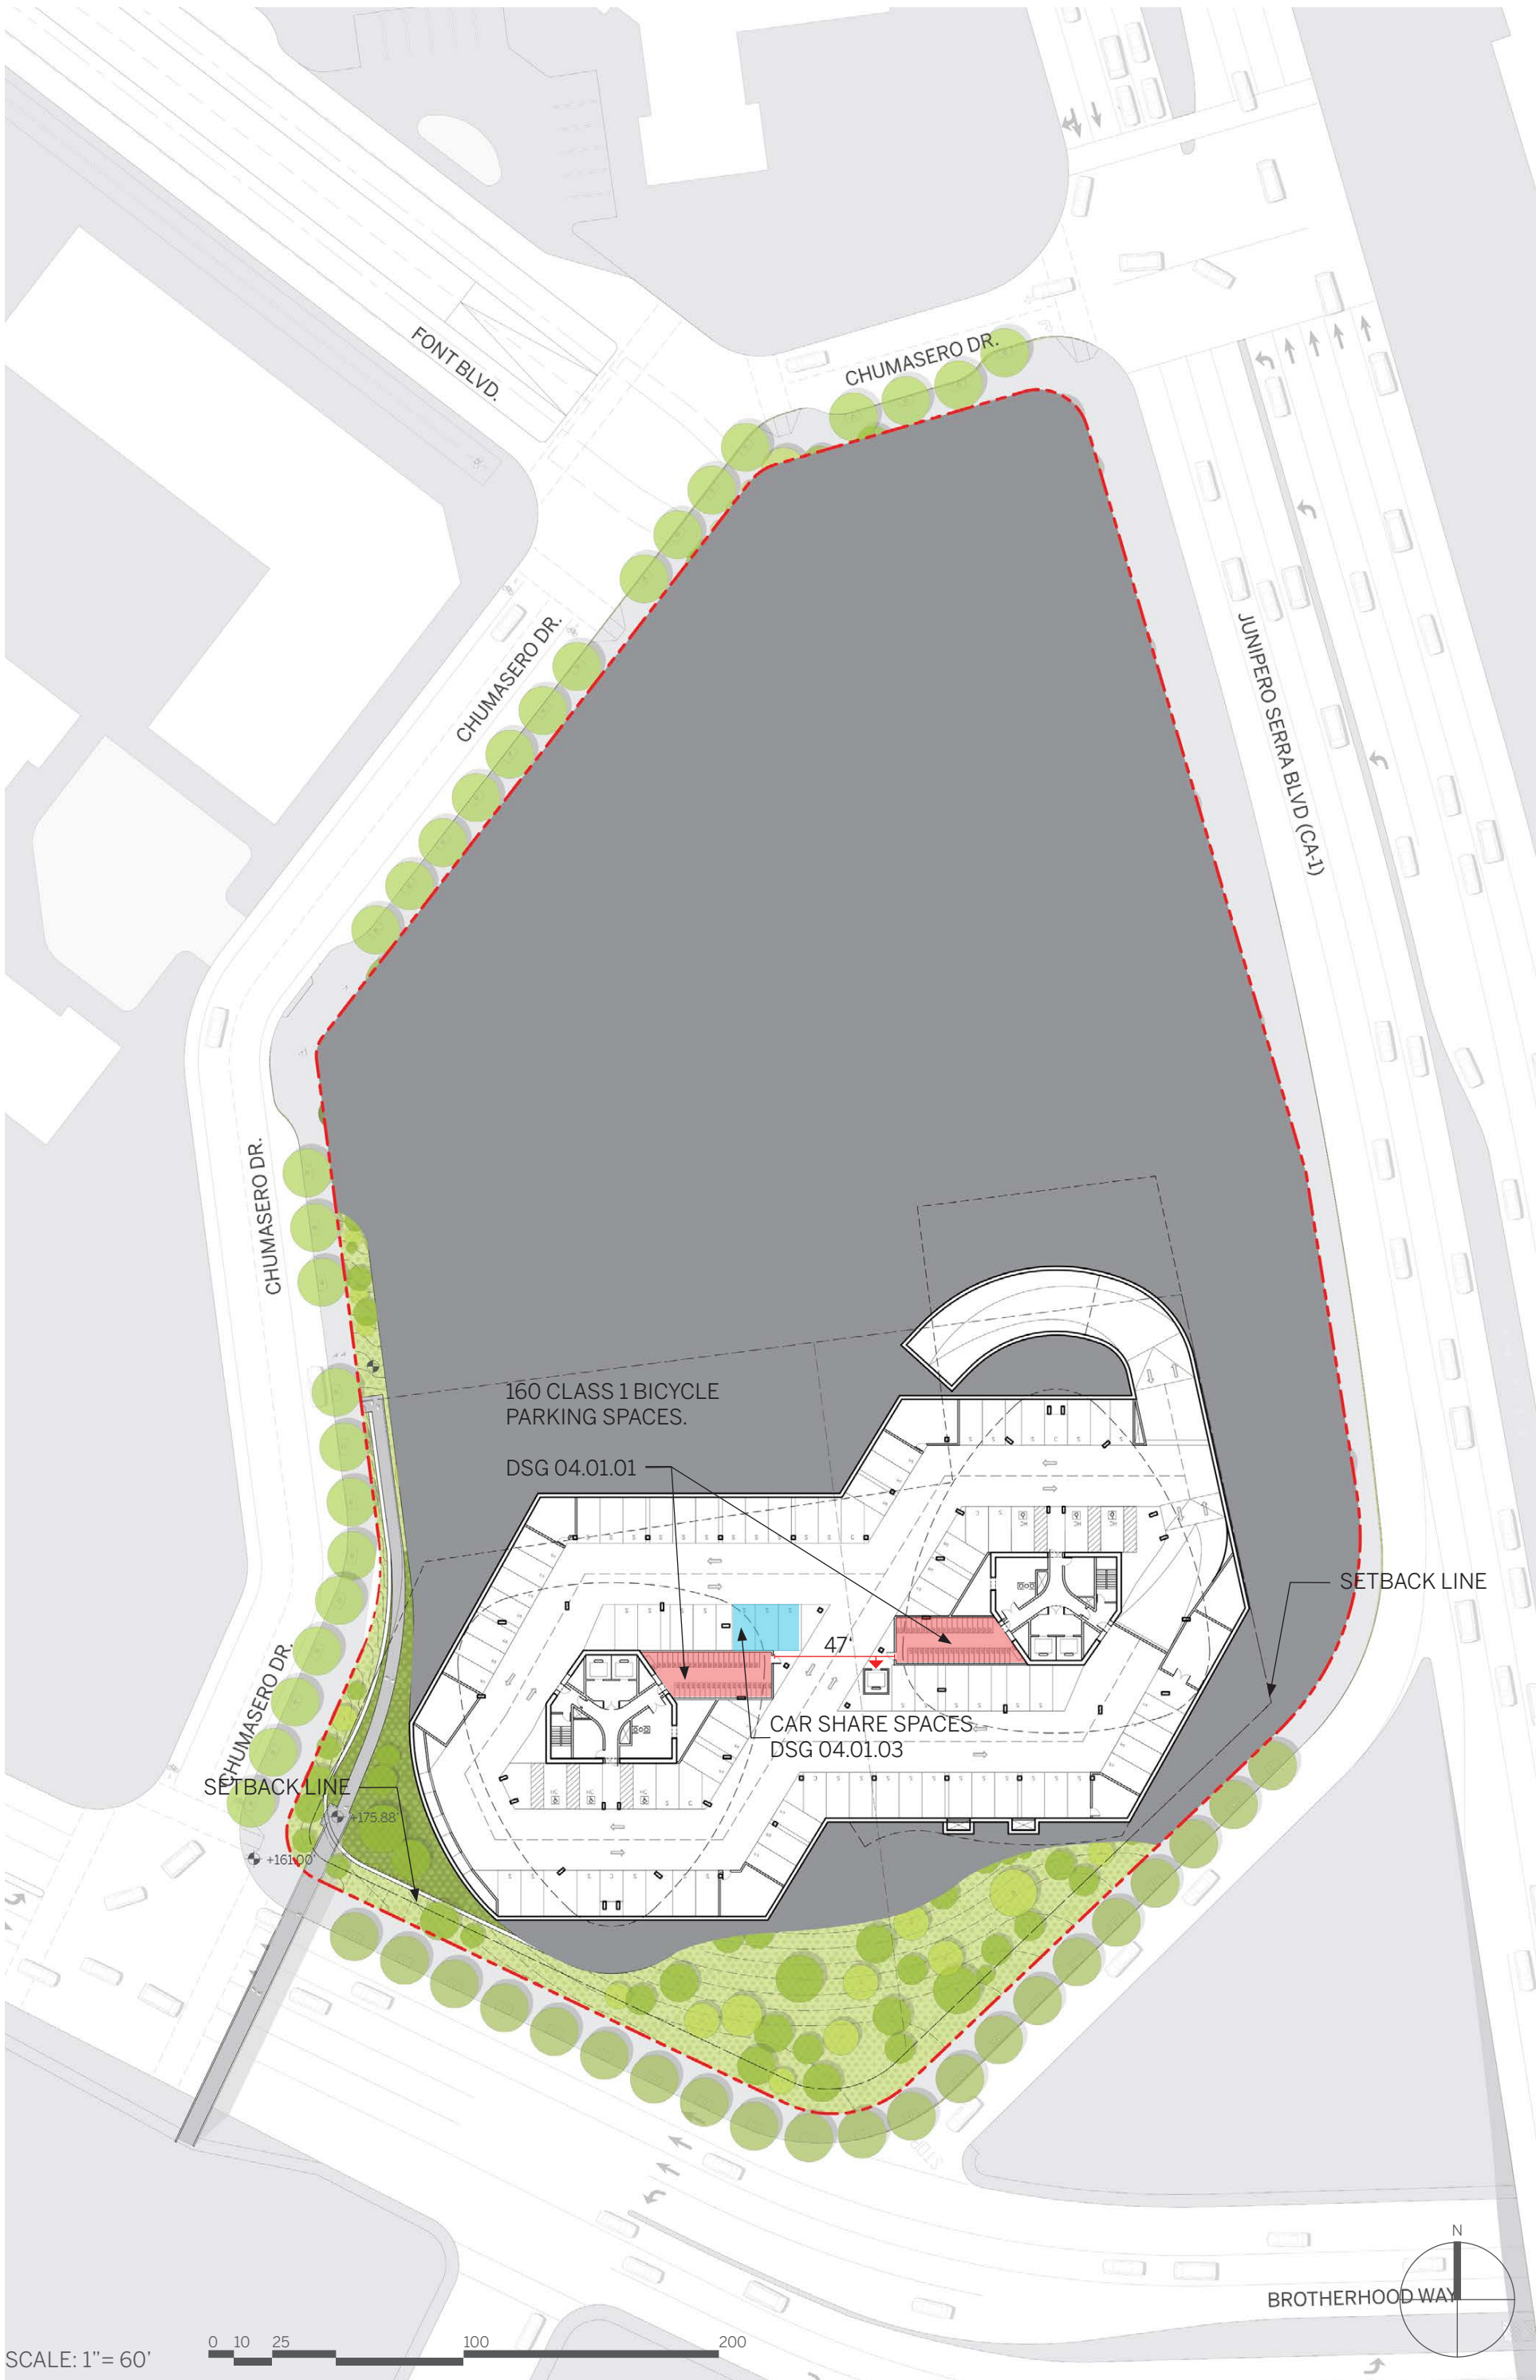 FONT BLVD.
CHUMASERO DR.
CHUMASERO DR.
JUNIPERO SERRA BLVD (CA-1)
CHUMASERO DR.
160 CLASS 1 BICYCLE
PARKING SPACES.
DSG 04.01.01
SETBACK LINE
47'
CAR SHARE SPACES
DSG 04.01.03
CHUMASERO DR.
SETBACK LINE
+175.88'
+161.00'
N
BROTHERHOOD WAY
0 10 25 100 200
SCALE: 1"= 60'